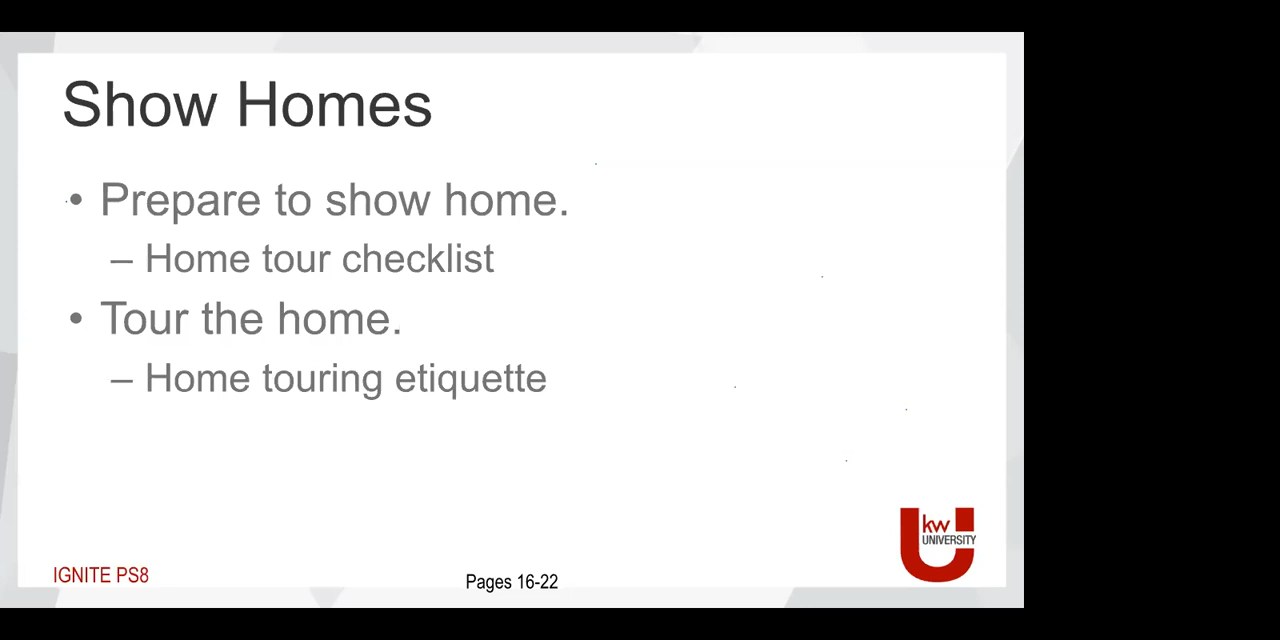 Show Homes
• Prepare to show home.
– Home tour checklist
• Tour the home.
– Home touring etiquette
kw
UNIVERSITY
IGNITE PS8
Pages 16-22